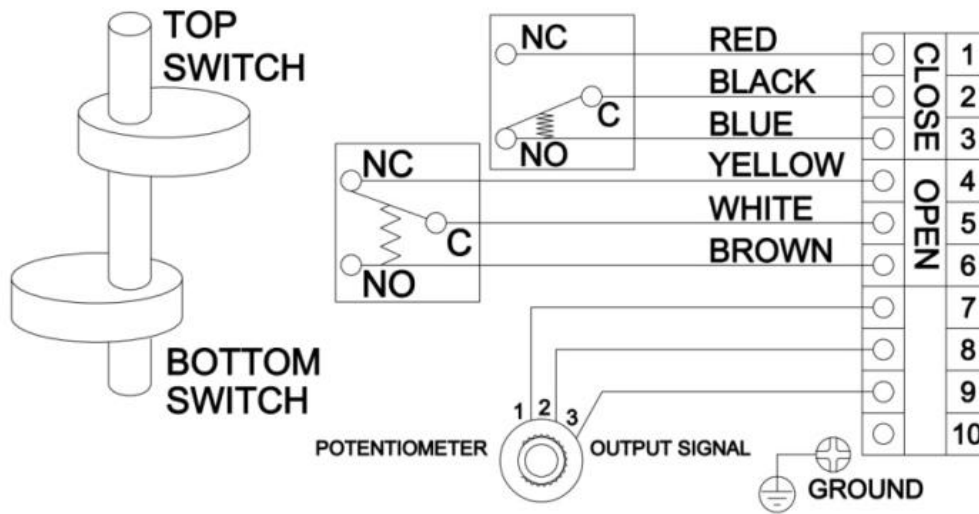 TOP
SWITCH
BOTTOM
SWITCH
NC
C
NO
NC
C
NO
RED
BLACK
BLUE
YELLOW
WHITE
BROWN
CLOSE
OPEN
1
2
3
4
5
6
7
8
9
10
1 2 3
POTENTIOMETER
OUTPUT SIGNAL
GROUND